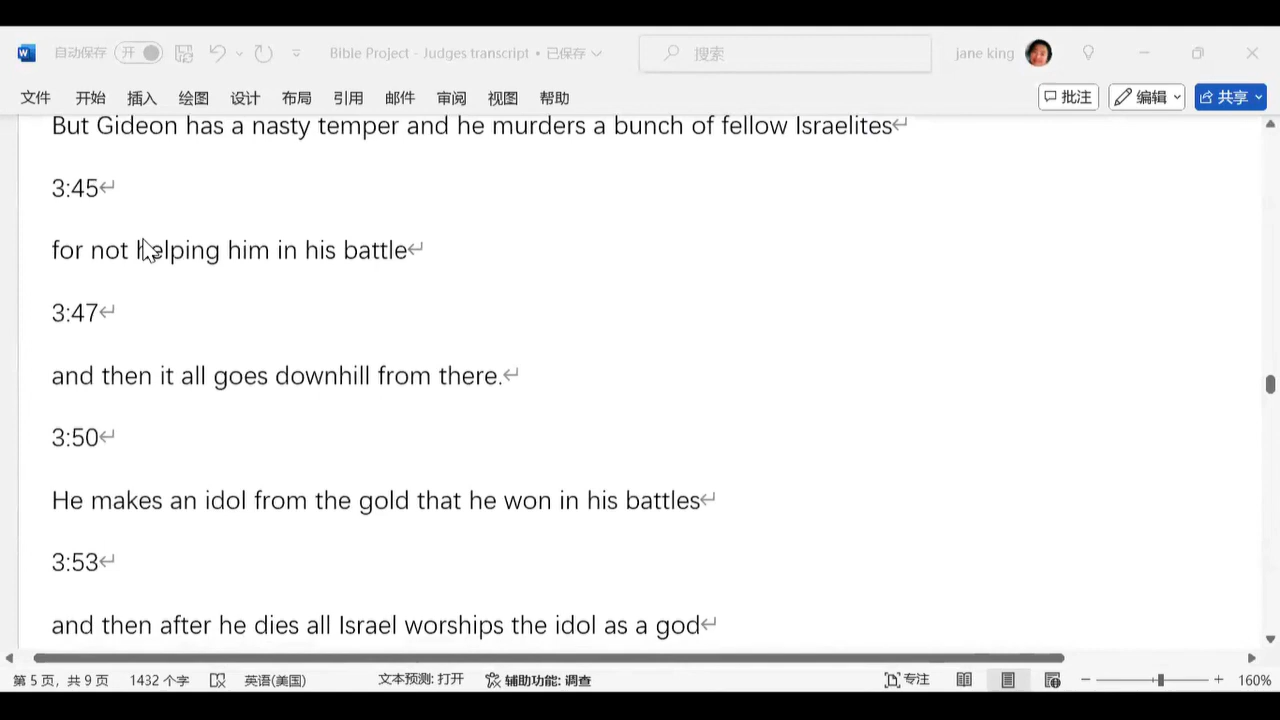 自动保存 开 Bible Project - Judges transcript • 已保存 搜索 jane king
文件 开始 插入 绘图 设计 布局 引用 邮件 审阅 视图 帮助 批注 编辑 共享
But Gideon has a nasty temper and he murders a bunch of fellow Israelites
3:45
for not helping him in his battle
3:47
and then it all goes downhill from there.
3:50
He makes an idol from the gold that he won in his battles
3:53
and then after he dies all Israel worships the idol as a god
第 5 页，共 9 页 1432 个字 英语(美国) 文本预测: 打开 辅助功能: 调查 专注 160%